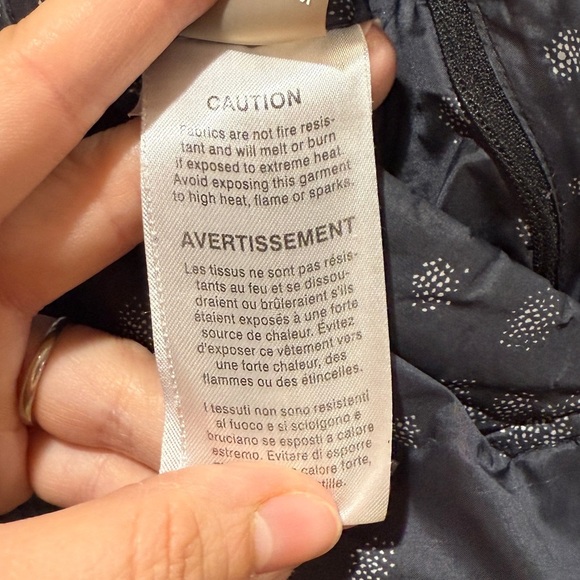 CAUTION
Fabrics are not fire resis-
tant and will melt or burn
if exposed to extreme heat.
Avoid exposing this garment
to high heat, flame or sparks.
AVERTISSEMENT
Les tissus ne sont pas résis-
tants au feu et se dissou-
draient ou brûleraient s'ils
étaient exposés à une forte
source de chaleur. Évitez
d'exposer ce vêtement vers
une forte chaleur, des
flammes ou des étincelles.
I tessuti non sono resistenti
al fuoco e si sciolgono e
bruciano se esposti a calore
estremo. Evitare di esporre
calore forte,
tille.